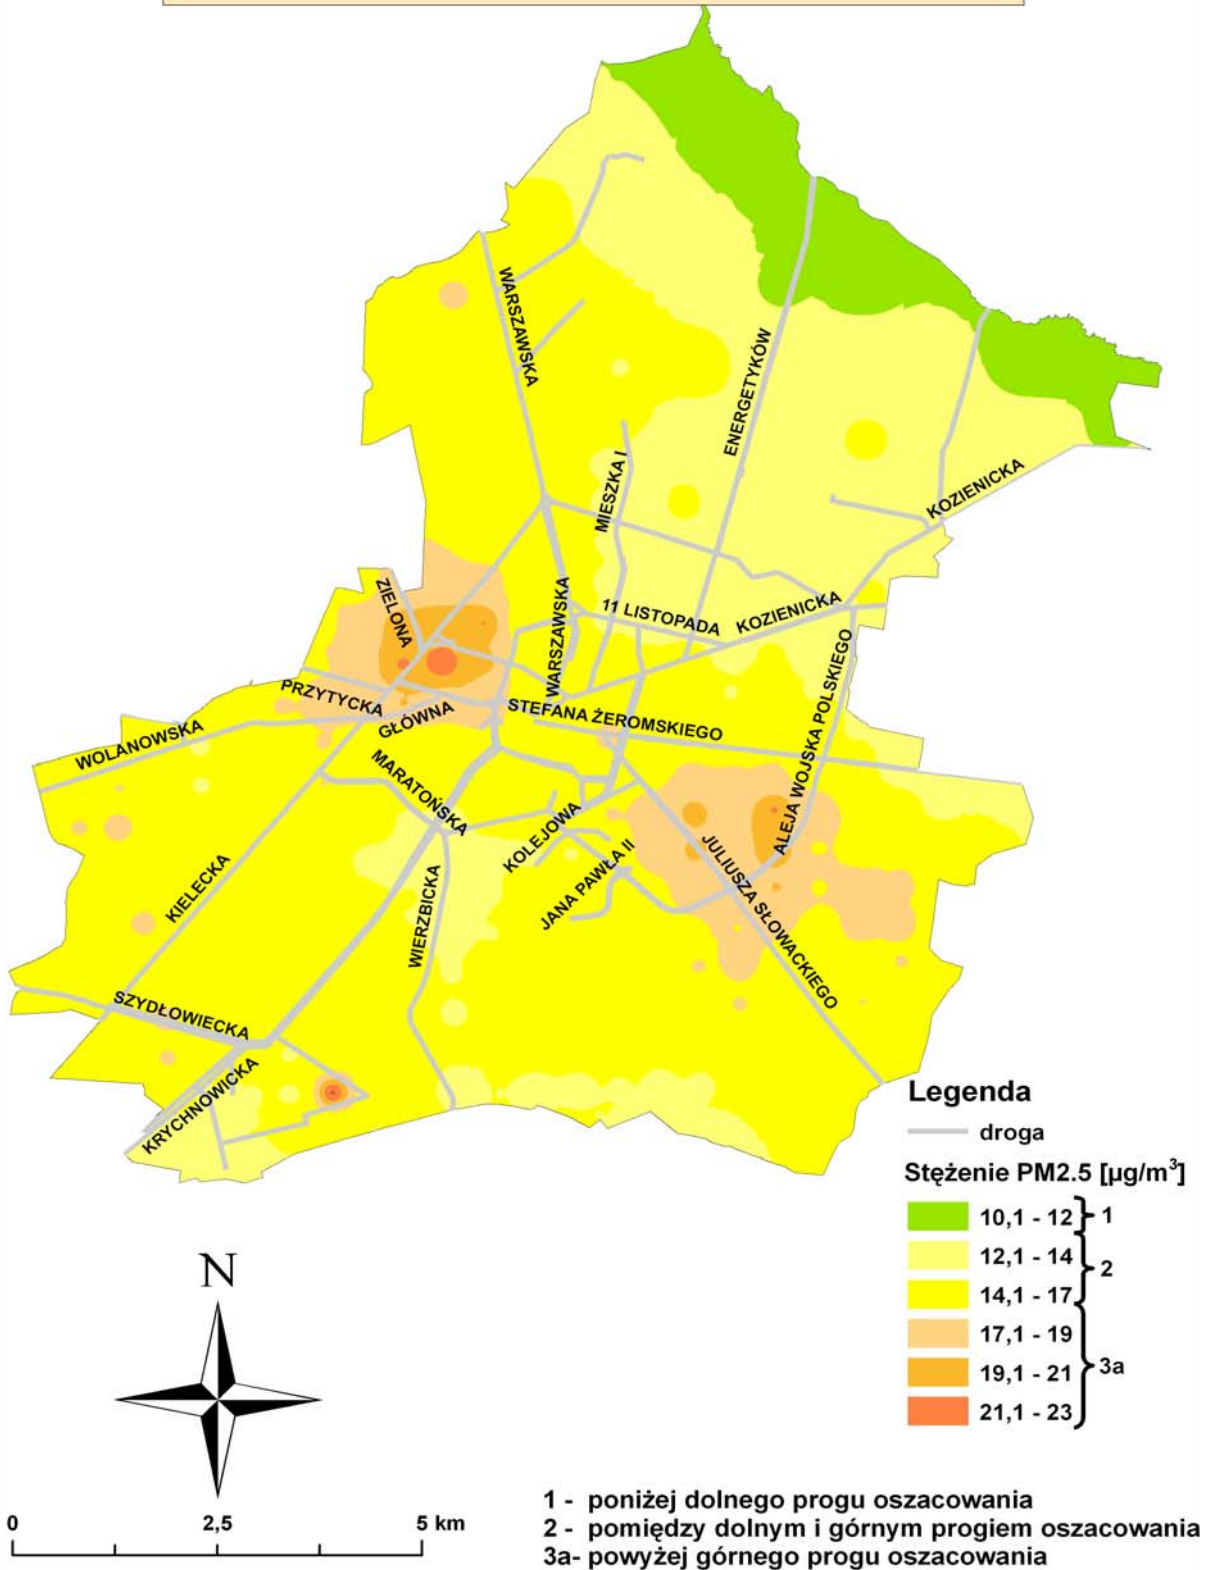 WARSZAWSKA
ENERGETYKÓW
MIESZKA I
KOZIENICKA
ZIELONA
WARSZAWSKA
11 LISTOPADA
KOZIENICKA
PRZYTYCKA
GŁÓWNA
STEFANA ŻEROMSKIEGO
ALEJA WOJSKA POLSKIEGO
WOLANOWSKA
MARATOŃSKA
KOLEJOWA
JANA PAWŁA II
JULIUSZA SŁOWACKIEGO
KIELECKA
WIERZBICKA
SZYDŁOWIECKA
KRYCHNOWICKA
Legenda
droga
Stężenie PM2.5 [µg/m³]
10,1 - 12 } 1
12,1 - 14
2
14,1 - 17
17,1 - 19
19,1 - 21
3a
21,1 - 23
N
0 2,5 5 km
1 - poniżej dolnego progu oszacowania
2 - pomiędzy dolnym i górnym progiem oszacowania
3a- powyżej górnego progu oszacowania